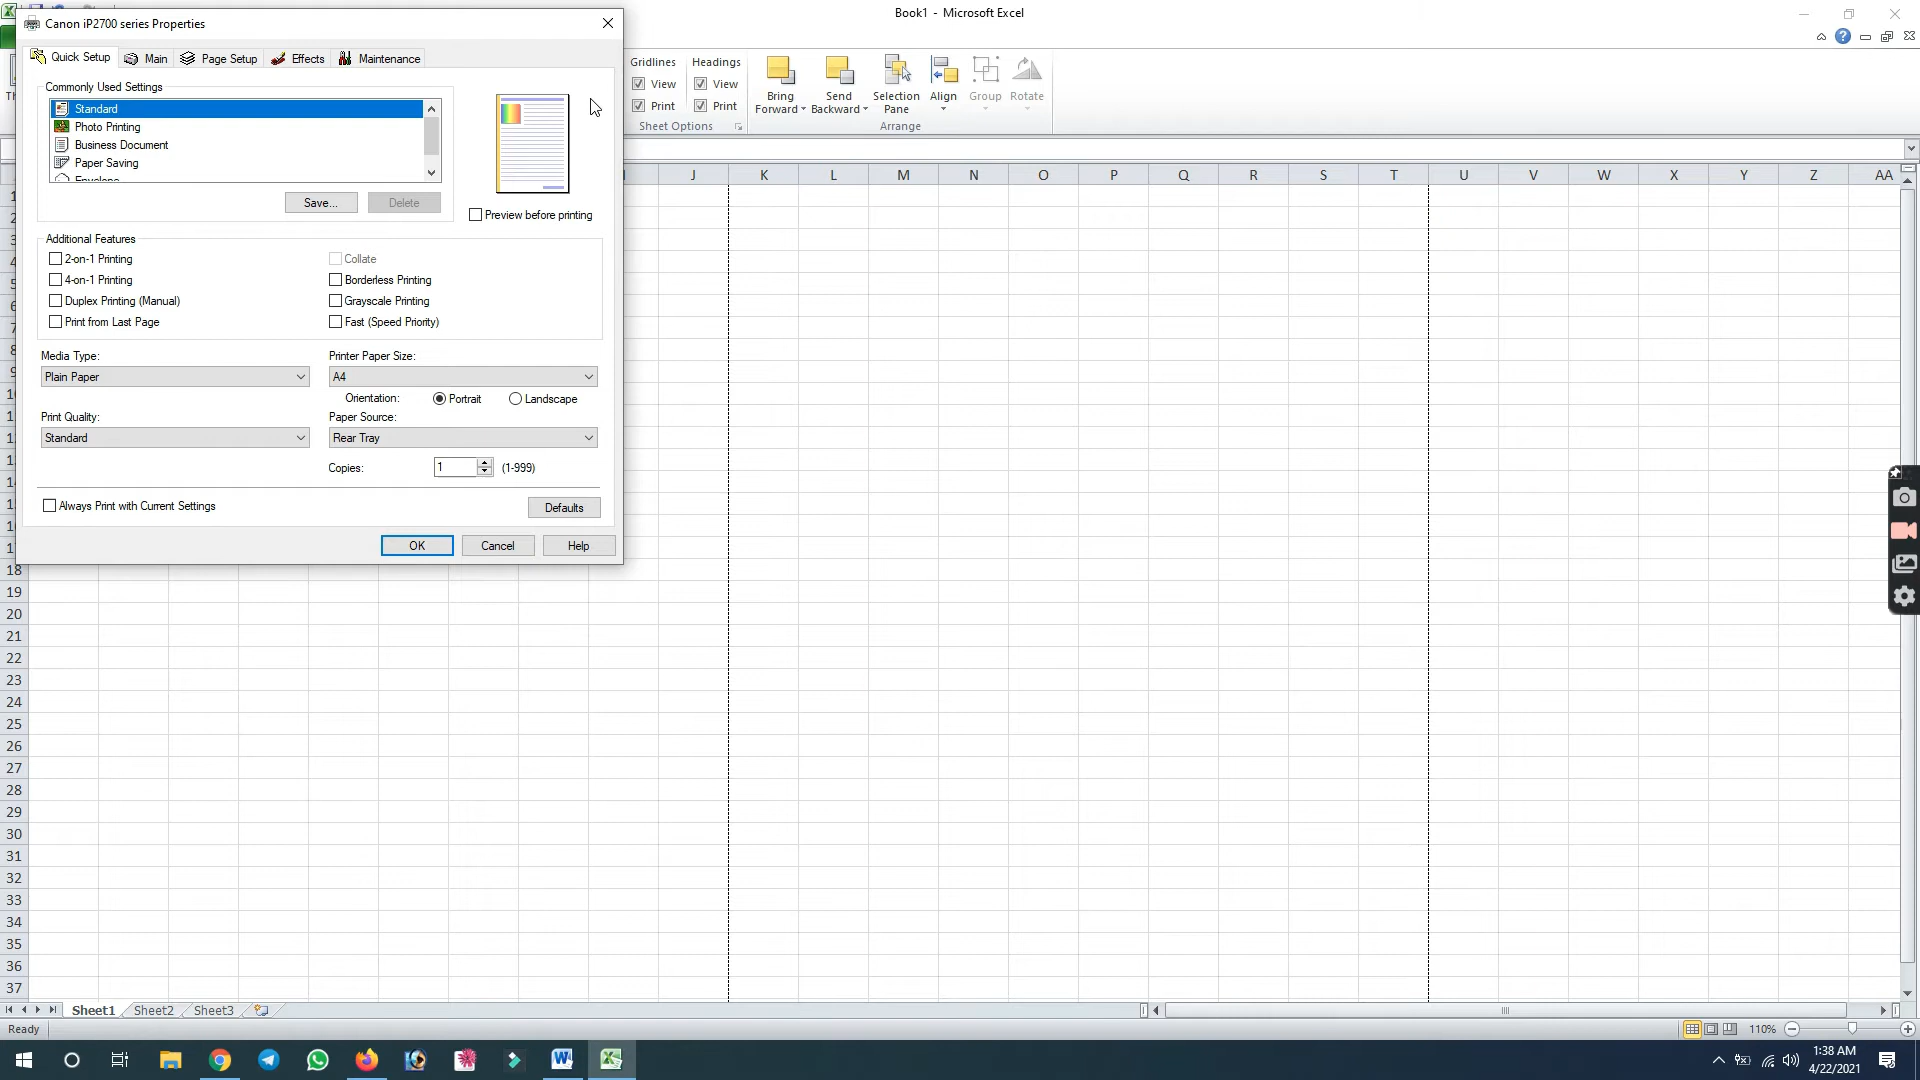 Book1 - Microsoft Excel
Canon iP2700 series Properties
Quick Setup
Main
Page Setup
Effects
Maintenance
Commonly Used Settings
Standard
Photo Printing
Business Document
Paper Saving
Save...
Delete
Preview before printing
Additional Features
2-on-1 Printing
Collate
4-on-1 Printing
Borderless Printing
Duplex Printing (Manual)
Grayscale Printing
Print from Last Page
Fast (Speed Priority)
Media Type:
Printer Paper Size:
Plain Paper
A4
Orientation:
Portrait
Landscape
Print Quality:
Paper Source:
Standard
Rear Tray
Copies:
1
(1-999)
Always Print with Current Settings
Defaults
OK
Cancel
Help
Gridlines
Headings
View
View
Print
Print
Sheet Options
Bring Forward
Send Backward
Selection Pane
Align
Group
Rotate
Arrange
J K L M N O P Q R S T U V W X Y Z AA
18
19
20
21
22
23
24
25
26
27
28
29
30
31
32
33
34
35
36
37
Sheet1
Sheet2
Sheet3
Ready
110%
1:38 AM
4/22/2021